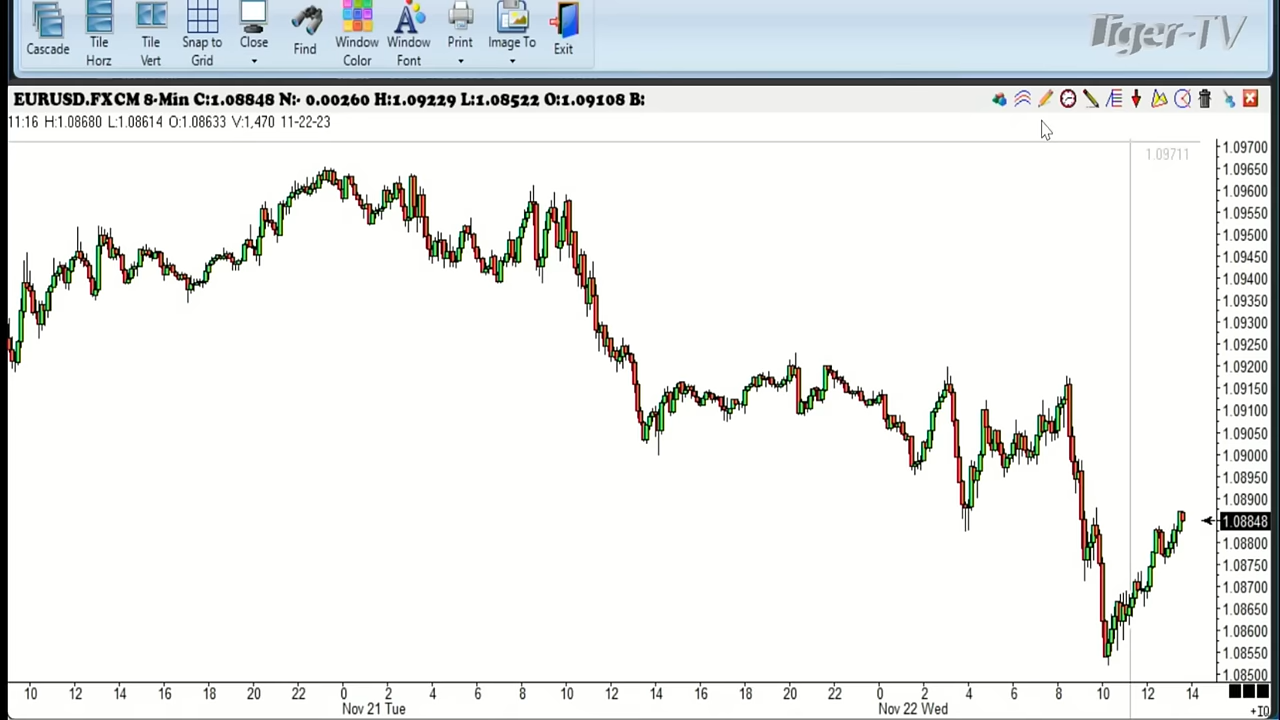 Cascade
Tile Horz
Tile Vert
Snap to Grid
Close
Find
Window Color
Window Font
Print
Image To
Exit
Tiger-TV
EURUSD.FXCM 8-Min C:1.08848 N:- 0.00260 H:1.09229 L:1.08522 O:1.09108 B:
11:16 H:1.08680 L:1.08614 O:1.08633 V:1,470 11-22-23
1.09711
1.09700
1.09650
1.09600
1.09550
1.09500
1.09450
1.09400
1.09350
1.09300
1.09250
1.09200
1.09150
1.09100
1.09050
1.09000
1.08950
1.08900
1.08848
1.08800
1.08700
1.08650
1.08600
1.08550
1.08500
10 12 14 16 18 20 22 0 2 4 6 8 10 12 14 16 18 20 22 0 2 4 6 8 10 12 14
Nov 21 Tue Nov 22 Wed